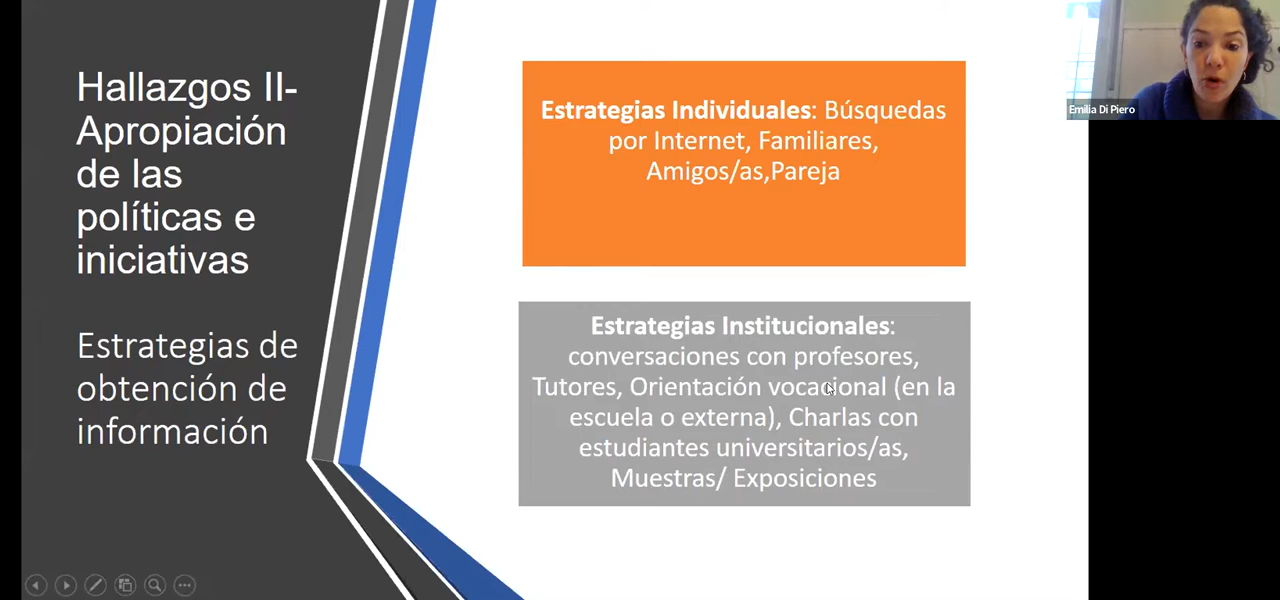 Hallazgos II-
Apropiación
de las
políticas e
iniciativas
Estrategias de
obtención de
información
Estrategias Individuales: Búsquedas
por Internet, Familiares,
Amigos/as,Pareja
Estrategias Institucionales:
conversaciones con profesores,
Tutores, Orientación vocacional (en la
escuela o externa), Charlas con
estudiantes universitarios/as,
Muestras/ Exposiciones
Emilia Di Piero